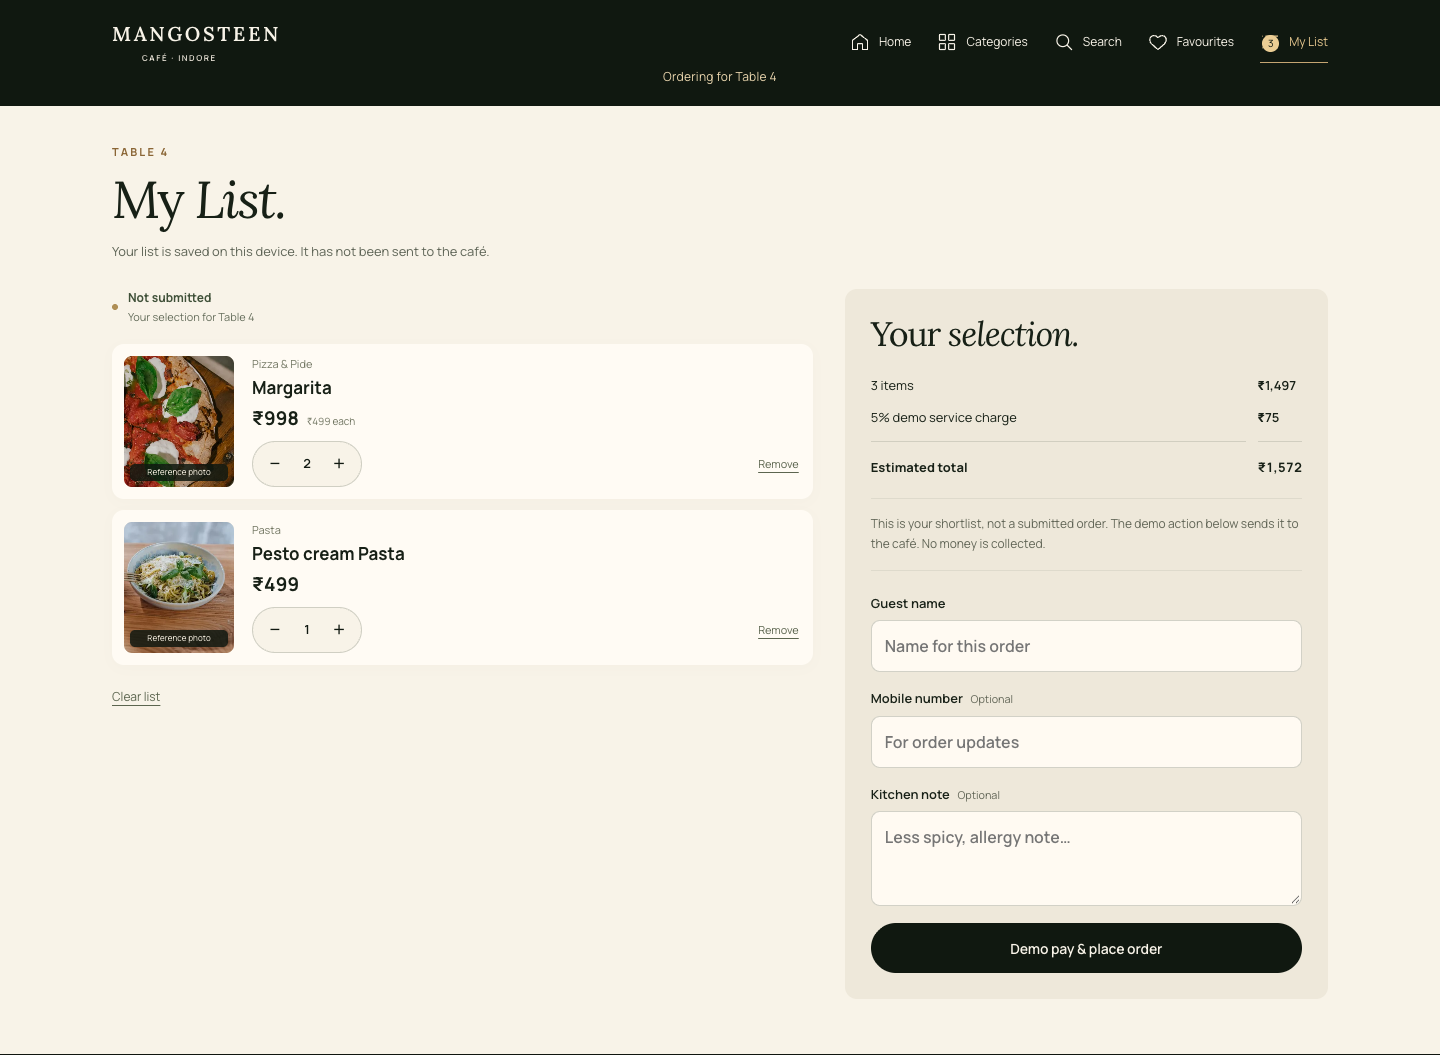 MANGOSTEEN
CAFÉ · INDORE
Home
Categories
Search
Favourites
3
My List
Ordering for Table 4
TABLE 4
My List.
Your list is saved on this device. It has not been sent to the café.
Not submitted
Your selection for Table 4
Reference photo
Pizza & Pide
Margarita
₹998 ₹499 each
− 2 +
Remove
Reference photo
Pasta
Pesto cream Pasta
₹499
− 1 +
Remove
Clear list
Your selection.
3 items ₹1,497
5% demo service charge ₹75
Estimated total ₹1,572
This is your shortlist, not a submitted order. The demo action below sends it to
the café. No money is collected.
Guest name
Name for this order
Mobile number Optional
For order updates
Kitchen note Optional
Less spicy, allergy note…
Demo pay & place order